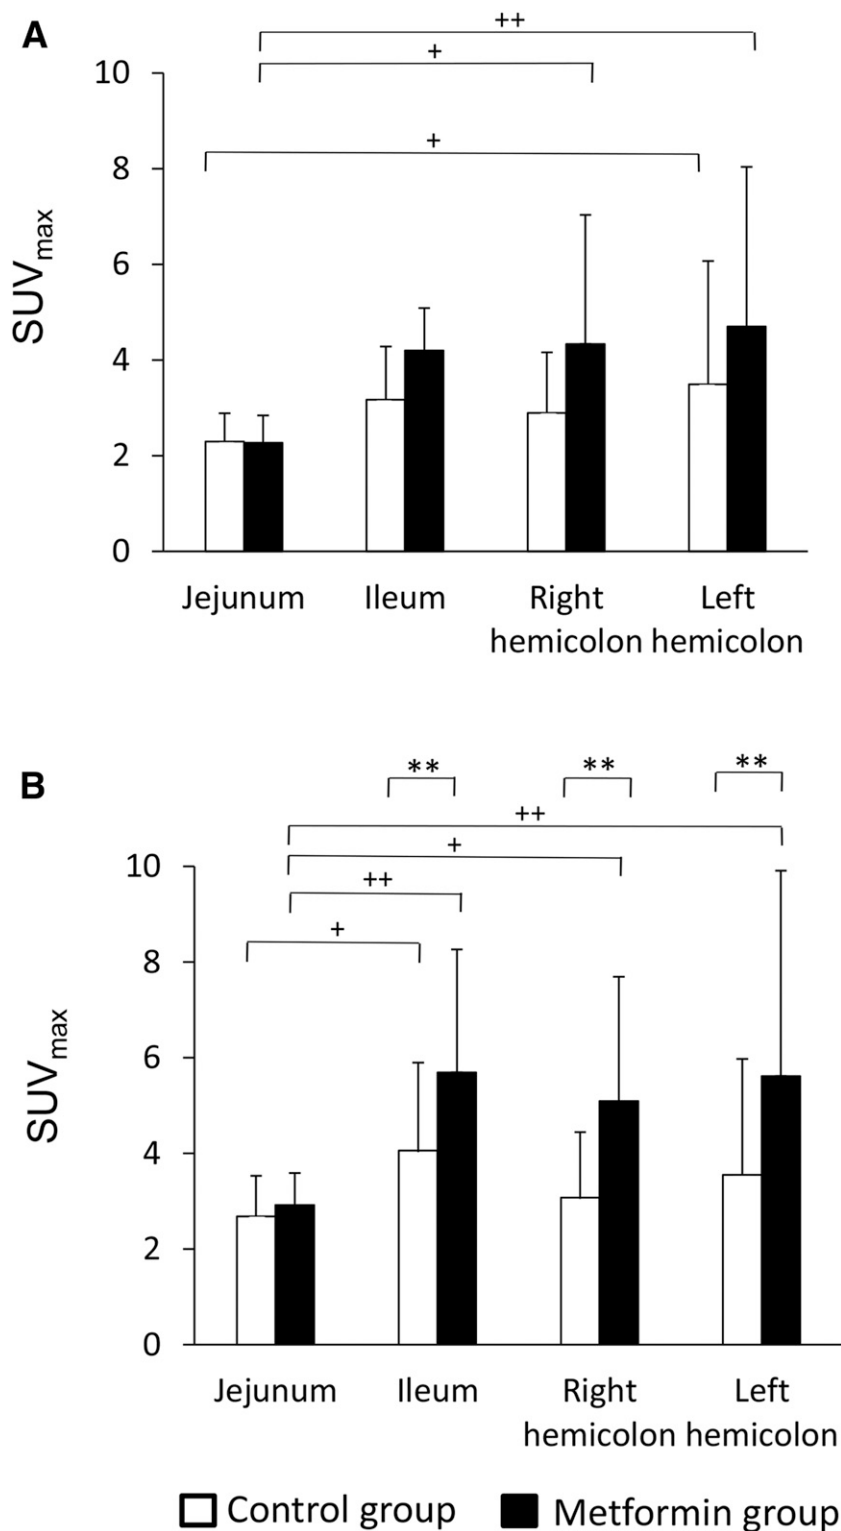 A
++
+
+
10
8
6
4
2
0
SUVmax
Jejunum Ileum Right Left
hemicolon hemicolon
B
** ** **
++
+
++
+
10
8
6
4
2
0
SUVmax
Jejunum Ileum Right Left
hemicolon hemicolon
Control group Metformin group